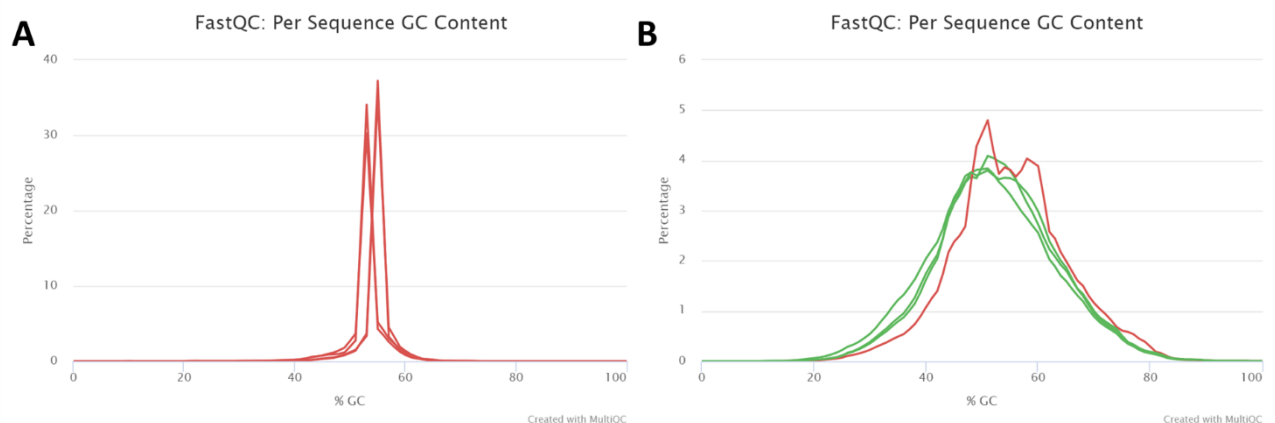 A
FastQC: Per Sequence GC Content
40
30
20
10
0
Percentage
0 20 40 60 80 100
% GC
Created with MultiQC
B
FastQC: Per Sequence GC Content
6
5
4
3
2
1
0
Percentage
0 20 40 60 80 100
% GC
Created with MultiQC